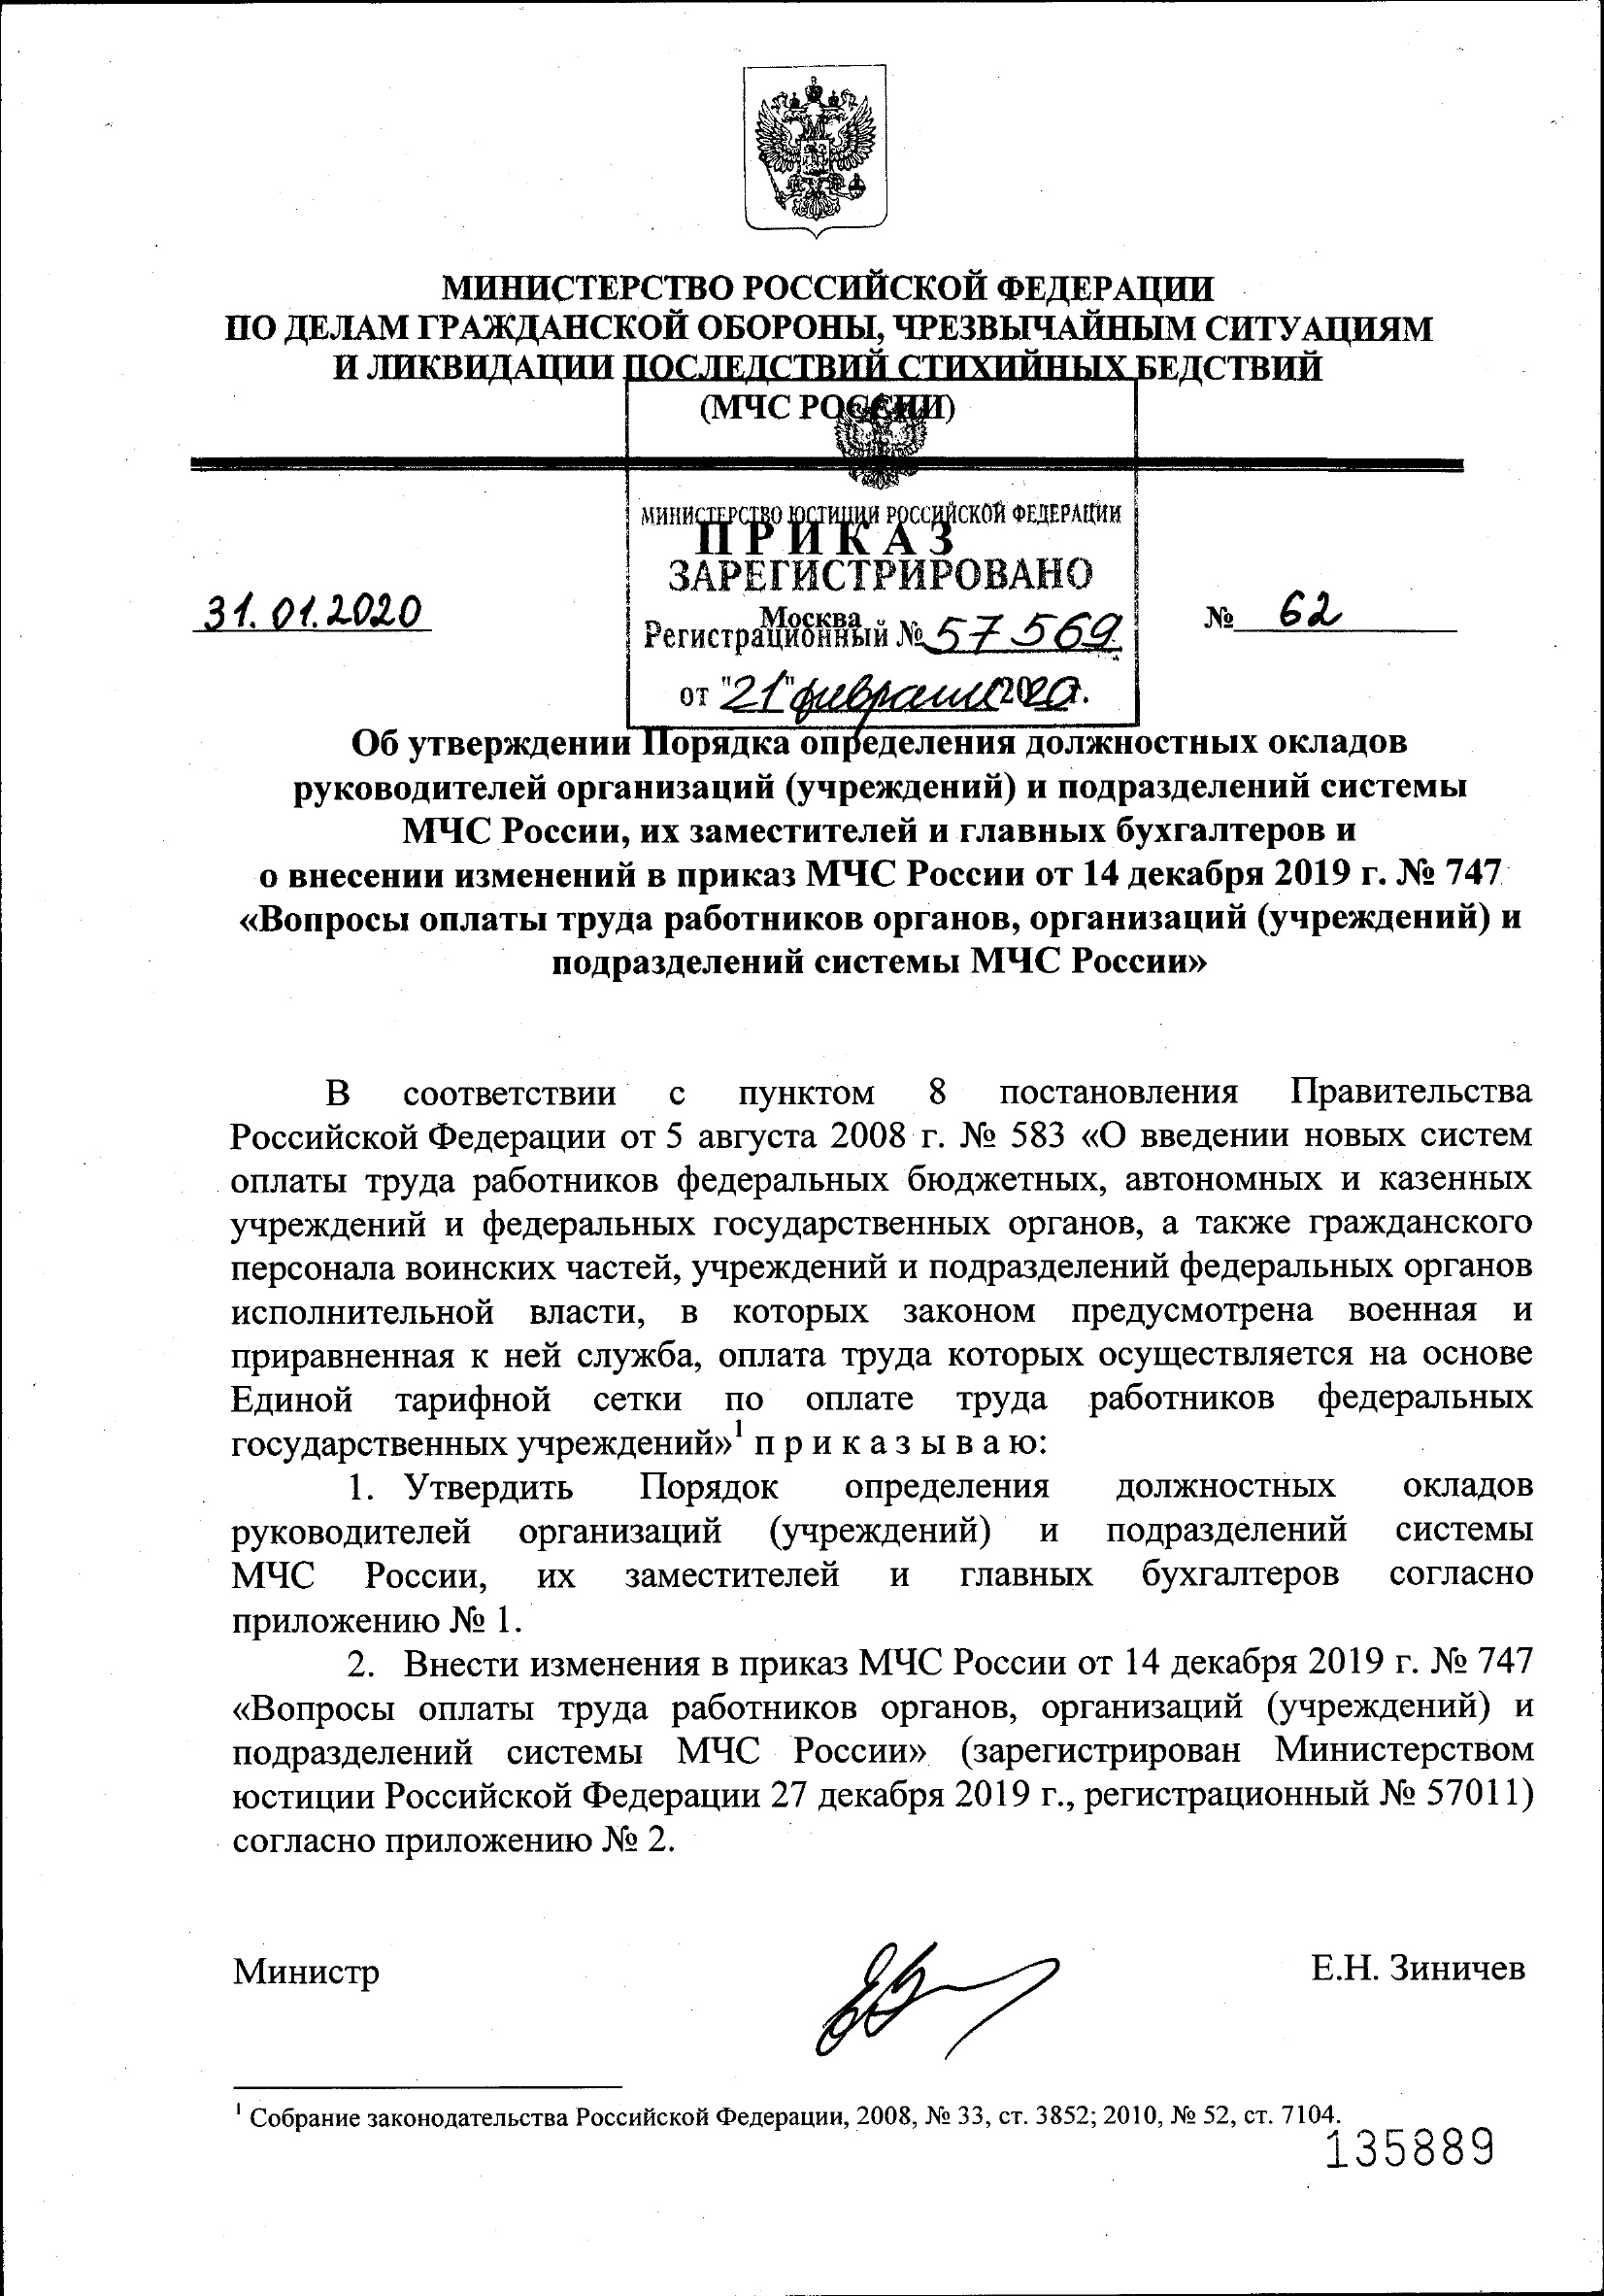 МИНИСТЕРСТВО РОССИЙСКОЙ ФЕДЕРАЦИИ
ПО ДЕЛАМ ГРАЖДАНСКОЙ ОБОРОНЫ, ЧРЕЗВЫЧАЙНЫМ СИТУАЦИЯМ
И ЛИКВИДАЦИИ ПОСЛЕДСТВИЙ СТИХИЙНЫХ БЕДСТВИЙ
(МЧС РОССИИ)
МИНИСТЕРСТВО ЮСТИЦИИ РОССИЙСКОЙ ФЕДЕРАЦИИ
ПРИКАЗ
ЗАРЕГИСТРИРОВАНО
31.01.2020
Москва
№ 62
Регистрационный № 57569
от "21" февраля 2020г.
Об утверждении Порядка определения должностных окладов
руководителей организаций (учреждений) и подразделений системы
МЧС России, их заместителей и главных бухгалтеров и
о внесении изменений в приказ МЧС России от 14 декабря 2019 г. № 747
«Вопросы оплаты труда работников органов, организаций (учреждений) и
подразделений системы МЧС России»
В соответствии с пунктом 8 постановления Правительства
Российской Федерации от 5 августа 2008 г. № 583 «О введении новых систем
оплаты труда работников федеральных бюджетных, автономных и казенных
учреждений и федеральных государственных органов, а также гражданского
персонала воинских частей, учреждений и подразделений федеральных органов
исполнительной власти, в которых законом предусмотрена военная и
приравненная к ней служба, оплата труда которых осуществляется на основе
Единой тарифной сетки по оплате труда работников федеральных
государственных учреждений»1 п р и к а з ы в а ю:
1. Утвердить Порядок определения должностных окладов
руководителей организаций (учреждений) и подразделений системы
МЧС России, их заместителей и главных бухгалтеров согласно
приложению № 1.
2. Внести изменения в приказ МЧС России от 14 декабря 2019 г. № 747
«Вопросы оплаты труда работников органов, организаций (учреждений) и
подразделений системы МЧС России» (зарегистрирован Министерством
юстиции Российской Федерации 27 декабря 2019 г., регистрационный № 57011)
согласно приложению № 2.
Министр
Е.Н. Зиничев
1 Собрание законодательства Российской Федерации, 2008, № 33, ст. 3852; 2010, № 52, ст. 7104.
135889